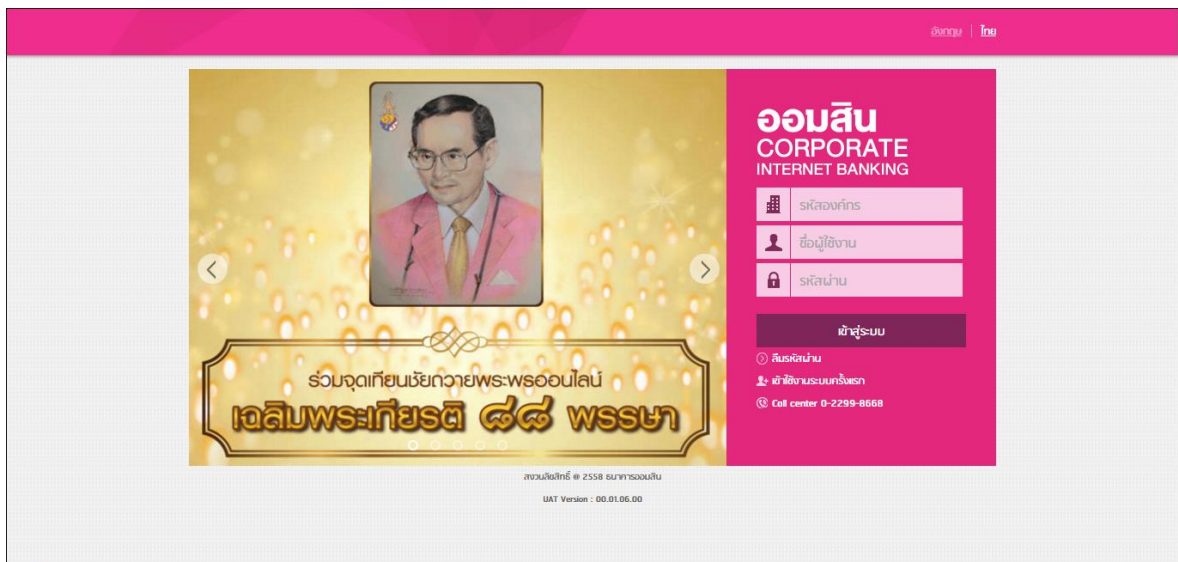 อังกฤษ | ไทย
ออมสิน
CORPORATE
INTERNET BANKING
รหัสองค์กร
ชื่อผู้ใช้งาน
รหัสผ่าน
เข้าสู่ระบบ
ลืมรหัสผ่าน
เข้าใช้งานระบบครั้งแรก
Call center 0-2299-8668
ร่วมจุดเทียนชัยถวายพระพรออนไลน์
เฉลิมพระเกียรติ ๘๘ พรรษา
สงวนลิขสิทธิ์ @ 2558 ธนาคารออมสิน
UAT Version : 00.01.06.00